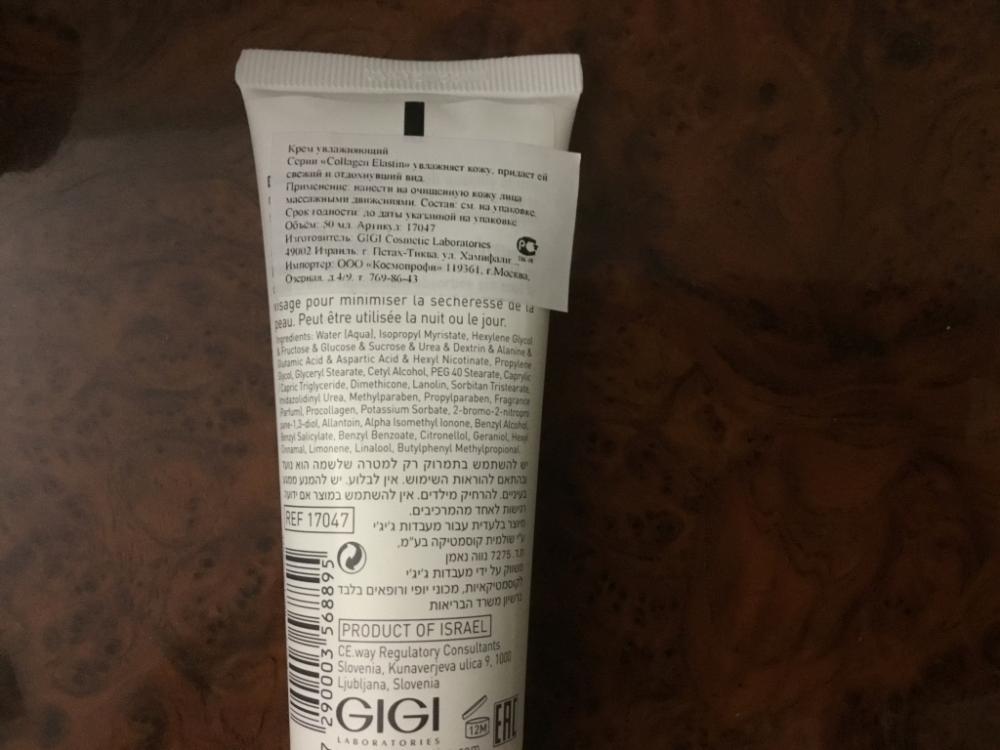 Крем увлажняющий
Серии «Collagen Elastin» увлажняет кожу, придает ей
свежий и отдохнувший вид.
Применение: нанести на очищенную кожу лица
массажными движениями. Состав: см. на упаковке.
Срок годности: до даты указанной на упаковке
Объём: 50 мл. Артикул: 17047
Изготовитель: GIGI Cosmetic Laboratories
49002 Израиль, г. Петах-Тиква, ул. Хамифали
Импортер: ООО «Космопрофи» 119361, г.Москва,
Озерная, д.4/9, т. 769-86-43
visage pour minimiser la secheresse de la
peau. Peut être utilisée la nuit ou le jour.
Ingredients: Water (Aqua), Isopropyl Myristate, Hexylene Glycol
& Fructose & Glucose & Sucrose & Urea & Dextrin & Alanine &
Glutamic Acid & Aspartic Acid & Hexyl Nicotinate, Propylene
Glycol, Glyceryl Stearate, Cetyl Alcohol, PEG 40 Stearate, Caprylic
Capric Triglyceride, Dimethicone, Lanolin, Sorbitan Tristearate,
Imidazolidinyl Urea, Methylparaben, Propylparaben, Fragrance
(Parfum), Procollagen, Potassium Sorbate, 2-bromo-2-nitropro
pane-1,3-diol, Allantoin, Alpha Isomethyl Ionone, Benzyl Alcohol,
Benzyl Salicylate, Benzyl Benzoate, Citronellol, Geraniol, Hexyl
Cinnamal, Limonene, Linalool, Butylphenyl Methylpropional.
יש להשתמש בתמרוק רק למטרה שלשמה הוא נועד
ובהתאם להוראות השימוש. אין לבלוע. יש להמנע ממגע
בעיניים. להרחיק מילדים. אין להשתמש במוצר אם ידועה
רגישות לאחד מהמרכיבים.
REF 17047
מיוצר בלעדית עבור מעבדות ג'יג'י
ע"י שולמית קוסמטיקה בע"מ,
ת.ד. 7275 נווה נאמן
משווק על ידי מעבדות ג'יג'י
לקוסמטיקאיות, מכוני יופי ורופאים בלבד
ברשיון משרד הבריאות
PRODUCT OF ISRAEL
CE.way Regulatory Consultants
Slovenia, Kunaverjeva ulica 9, 1000
Ljubljana, Slovenia
7 290003 568895
GIGI
LABORATORIES
12M
EAC